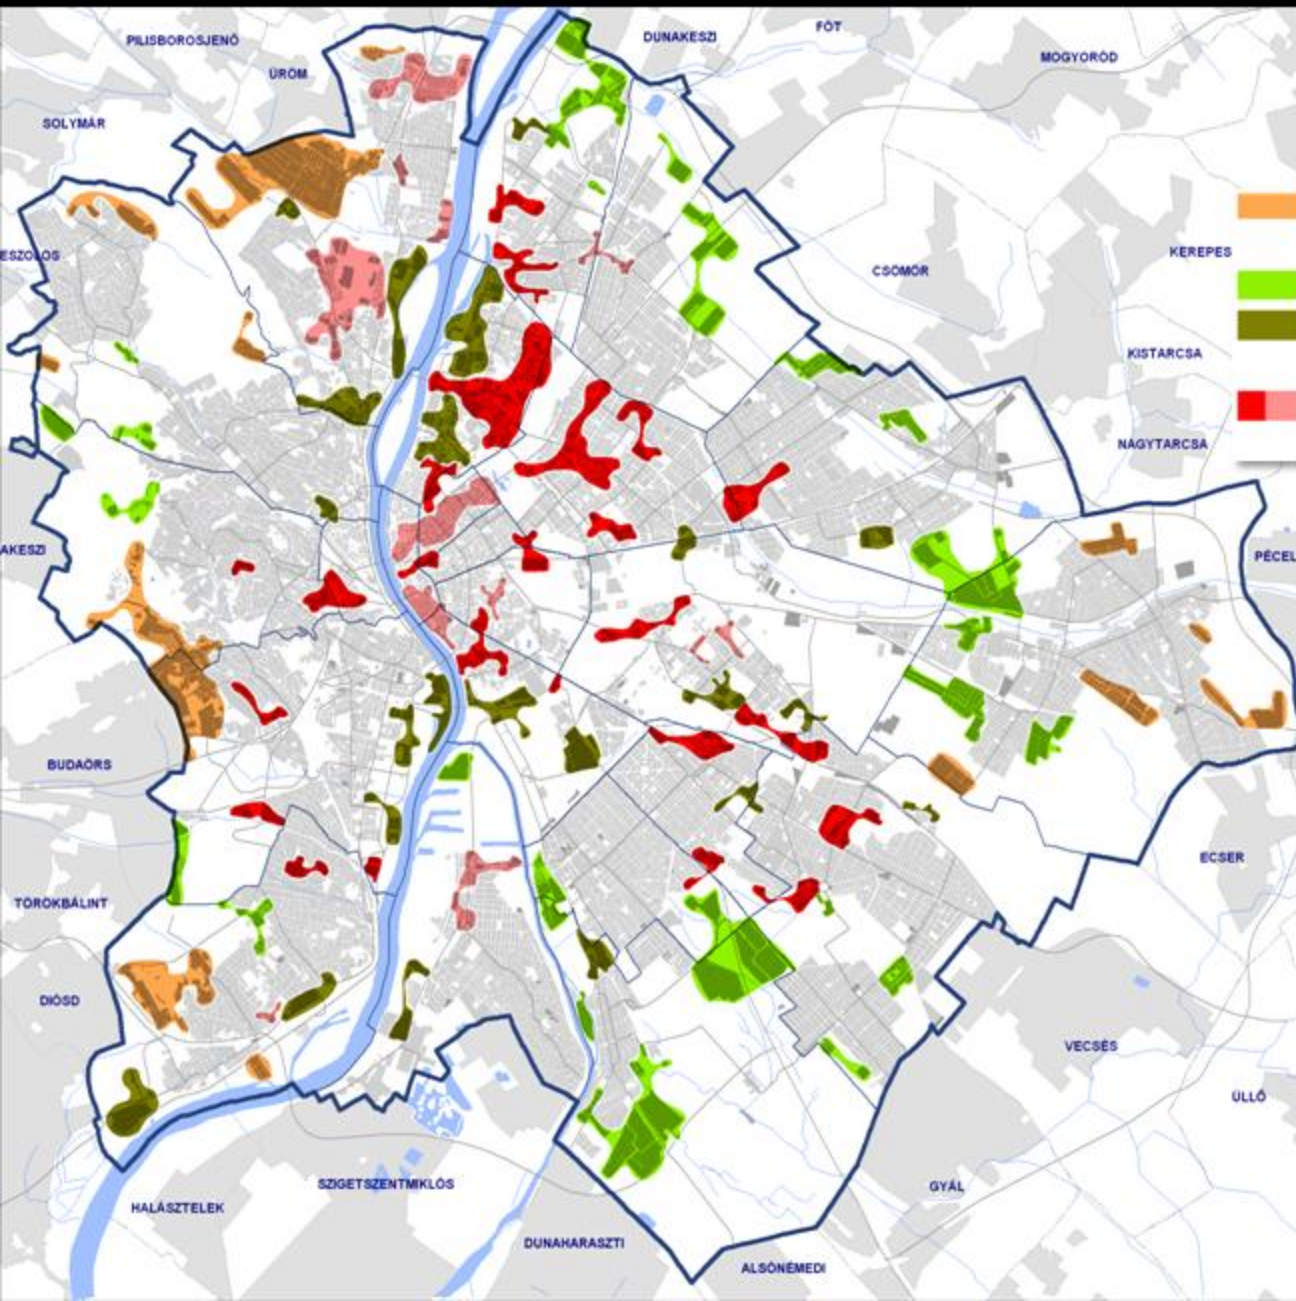 FÓT
DUNAKESZI
PILISBOROSJENŐ
MOGYORÓD
ÜRÖM
SOLYMÁR
KEREPES
ESZOLOS
CSÖMÖR
KISTARCSA
NAGYTARCSA
AKESZI
PÉCEL
BUDAÖRS
ECSER
TÖRÖKBÁLINT
DIÓSD
VECSÉS
ÜLLŐ
SZIGETSZENTMIKLÓS
GYÁL
HALÁSZTELEK
DUNAHARASZTI
ALSÓNÉMEDI